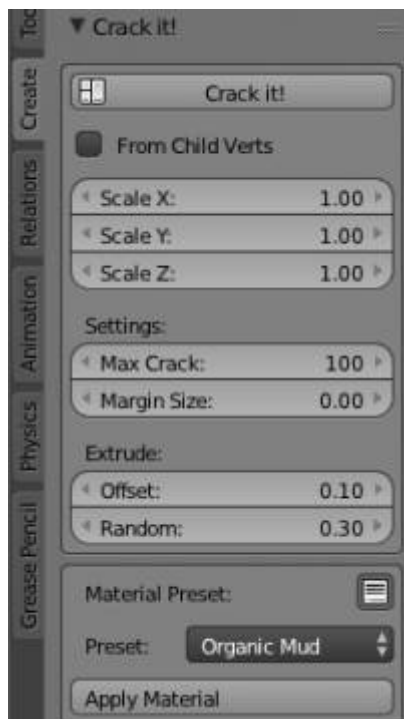 Crack it!
Crack it!
From Child Verts
Scale X: 1.00
Scale Y: 1.00
Scale Z: 1.00
Settings:
Max Crack: 100
Margin Size: 0.00
Extrude:
Offset: 0.10
Random: 0.30
Material Preset:
Preset: Organic Mud
Apply Material
Too
Create
Relations
Animation
Physics
Grease Pencil